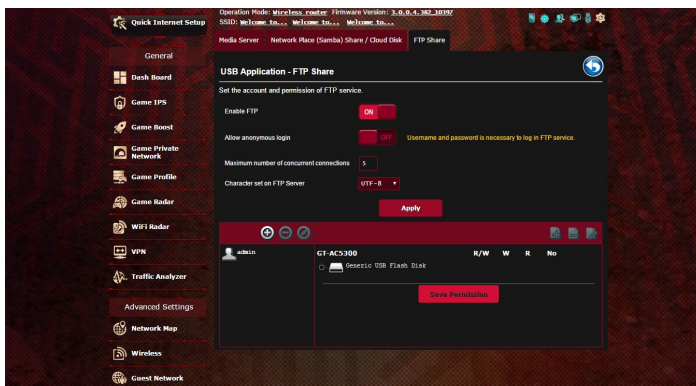 Quick Internet Setup
Operation Mode: Wireless router Firmware Version: 3.0.0.4.382_10397
SSID: Welcome to... Welcome to... Welcome to...
Media Server Network Place (Samba) Share / Cloud Disk FTP Share
General
Dash Board
Game IPS
Game Boost
Game Private
Network
Game Profile
Game Radar
WiFi Radar
VPN
Traffic Analyzer
Advanced Settings
Network Map
Wireless
Guest Network
USB Application - FTP Share
Set the account and permission of FTP service.
Enable FTP ON
Allow anonymous login OFF Username and password is necessary to log in FTP service.
Maximum number of concurrent connections 5
Character set on FTP Server UTF-8
Apply
admin
GT-AC5300 R/W W R No
Generic USB Flash Disk
Save Permission